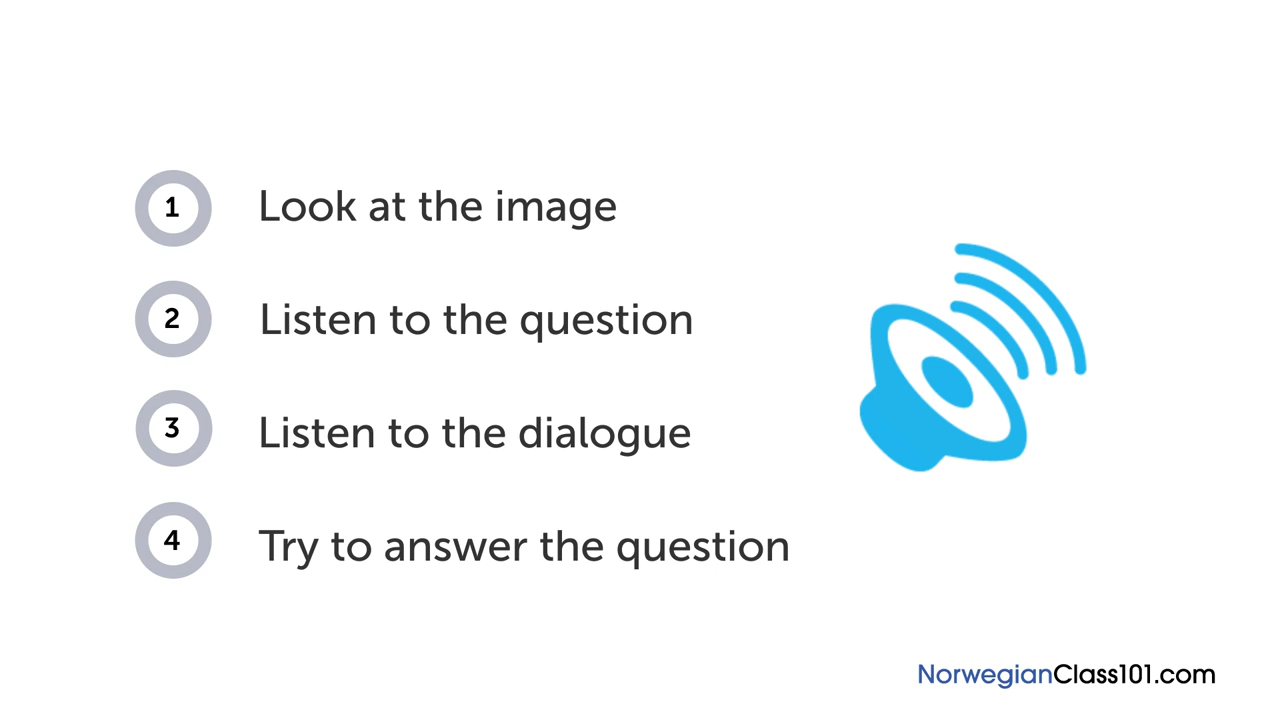 1 Look at the image
2 Listen to the question
3 Listen to the dialogue
4 Try to answer the question
NorwegianClass101.com